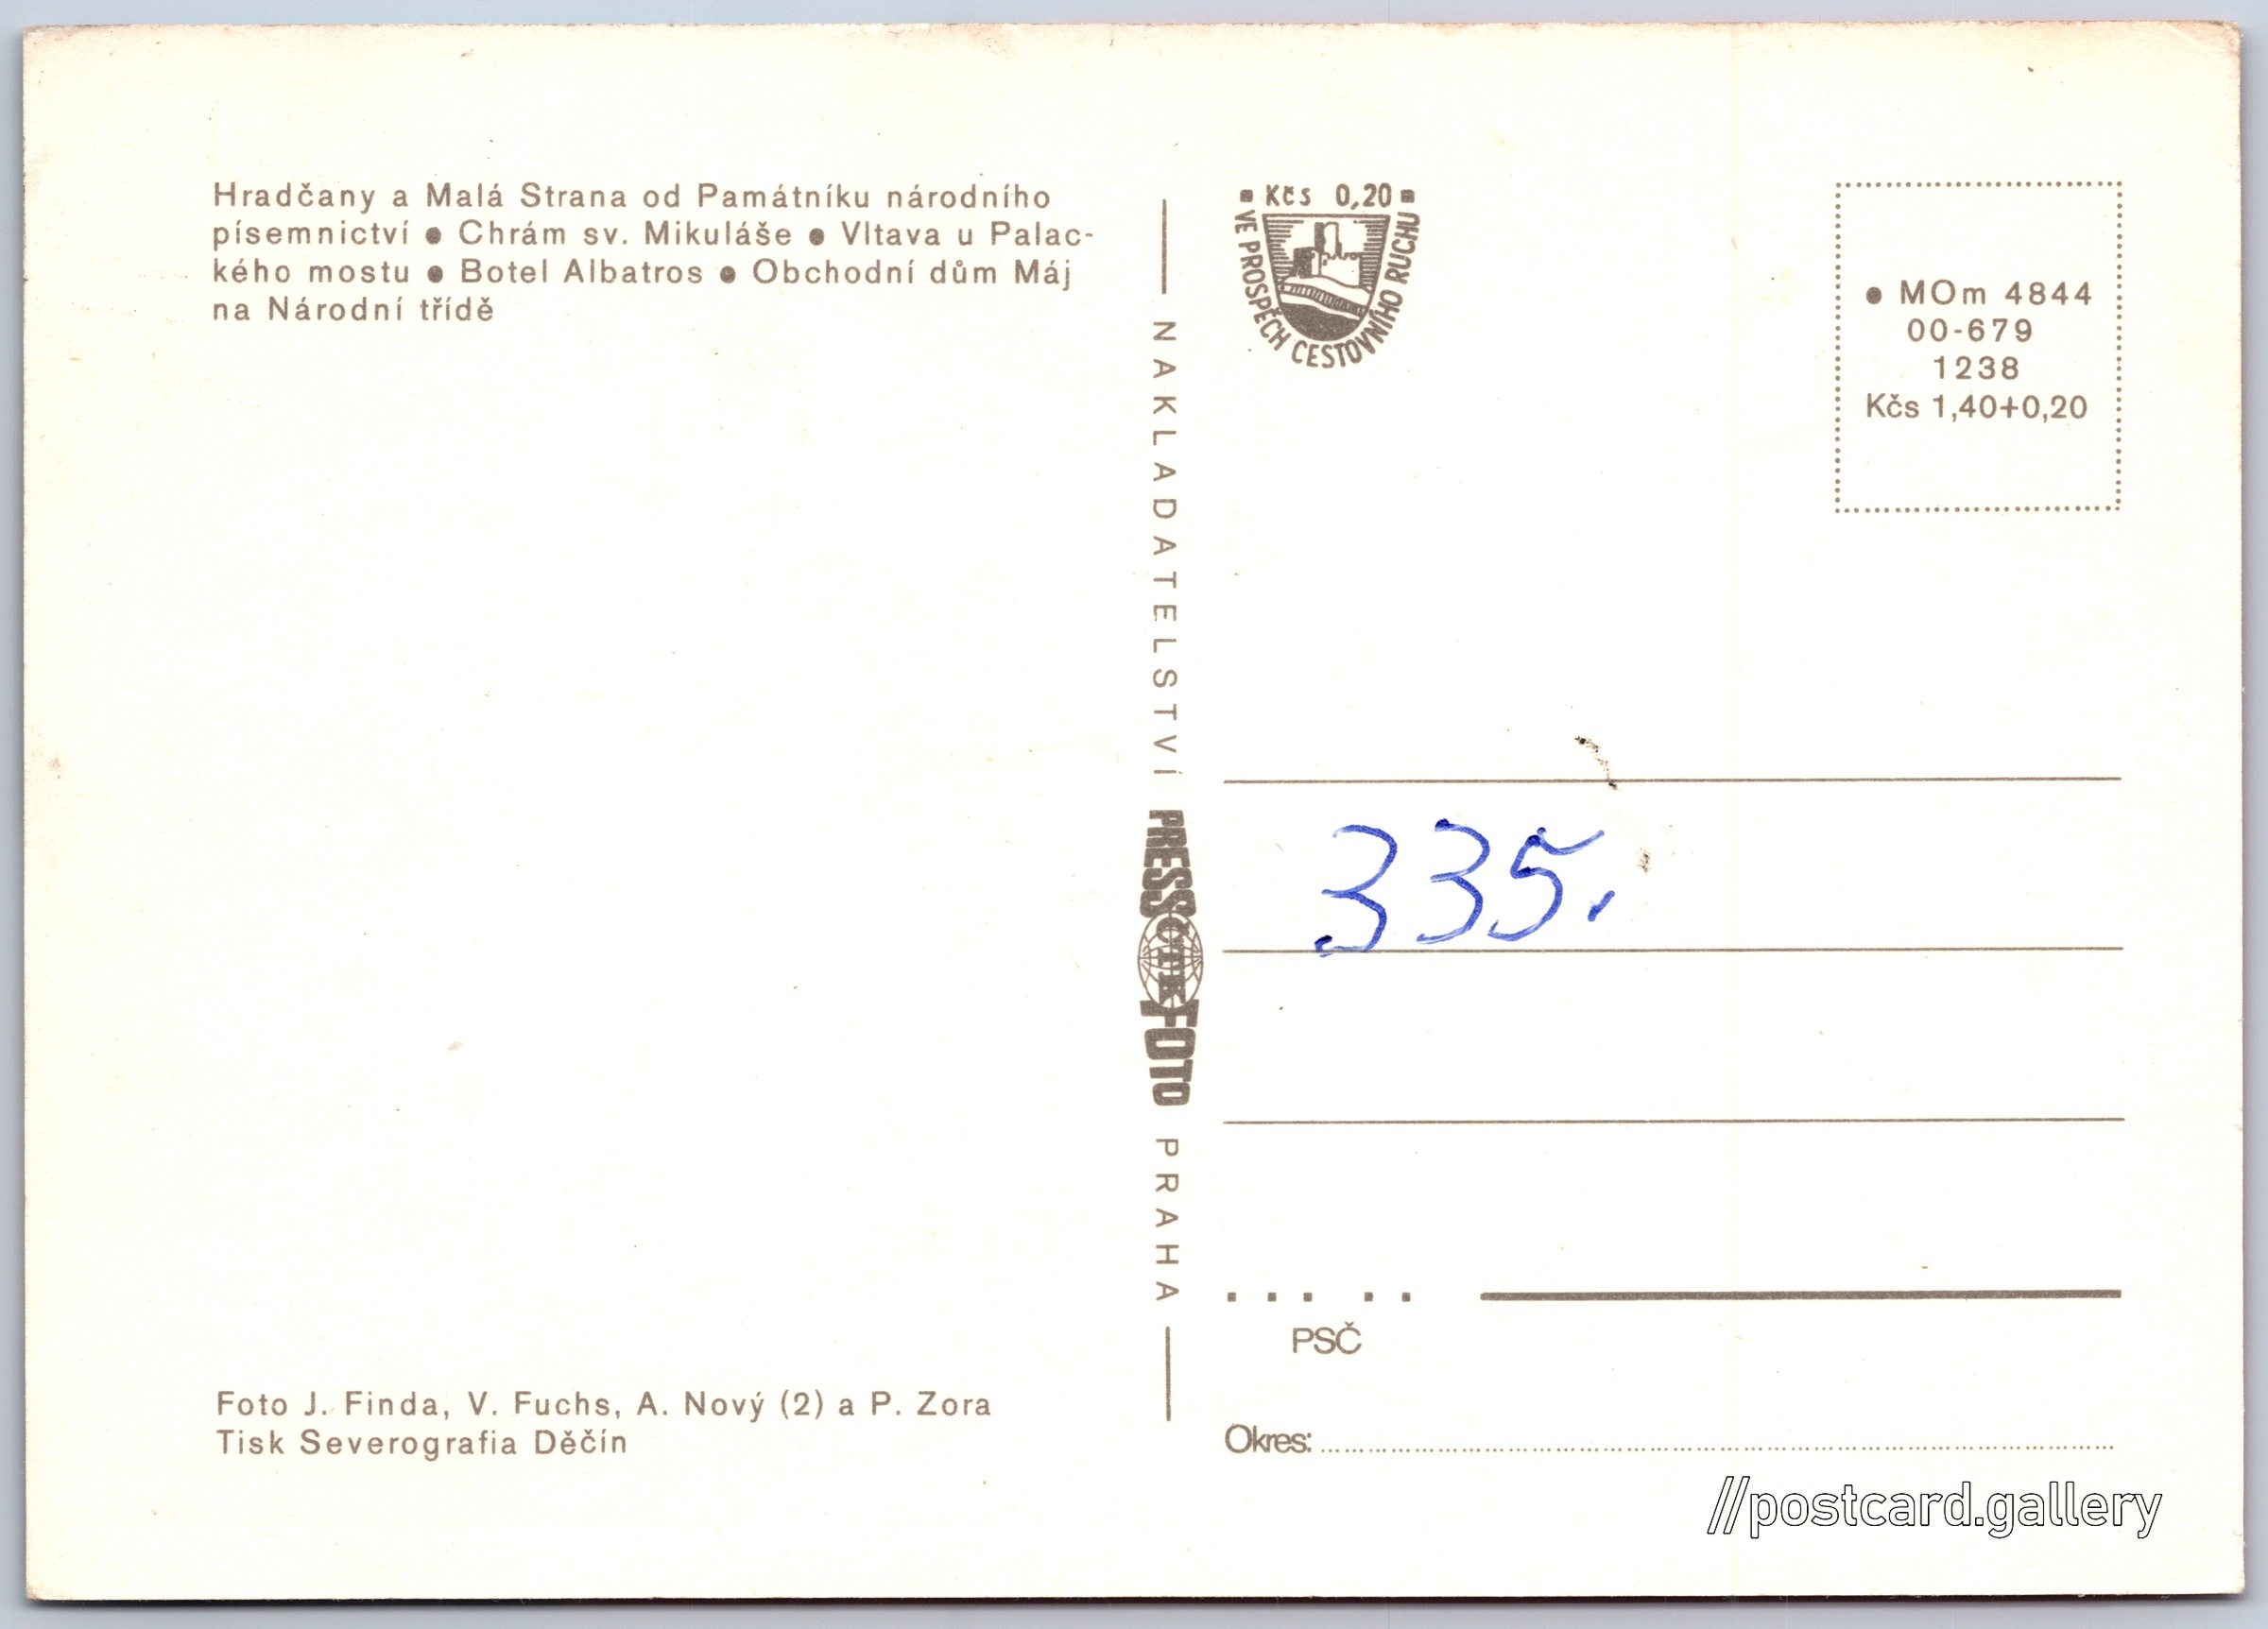 Hradčany a Malá Strana od Památníku národního
písemnictví ● Chrám sv. Mikuláše ● Vltava u Palac-
kého mostu ● Botel Albatros ● Obchodní dům Máj
na Národní třídě
Foto J. Finda, V. Fuchs, A. Nový (2) a P. Zora
Tisk Severografia Děčín
NAKLADATELSTVÍ PRESSFOTO PRAHA
ČTK
Kčs 0,20
VE PROSPĚCH CESTOVNÍHO RUCHU
● MOm 4844
00-679
1238
Kčs 1,40+0,20
335.
PSČ
Okres:
//postcard.gallery